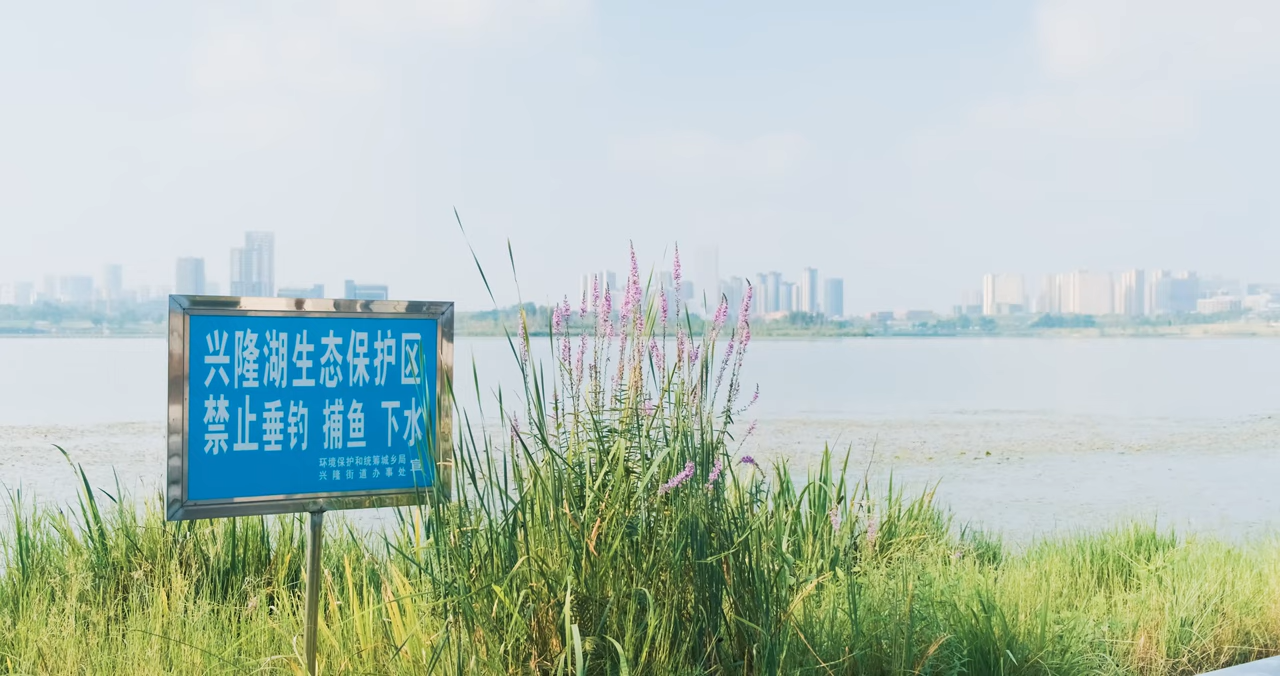 兴隆湖生态保护区
禁止垂钓 捕鱼 下水
环境保护和统筹城乡局
兴隆街道办事处 宣